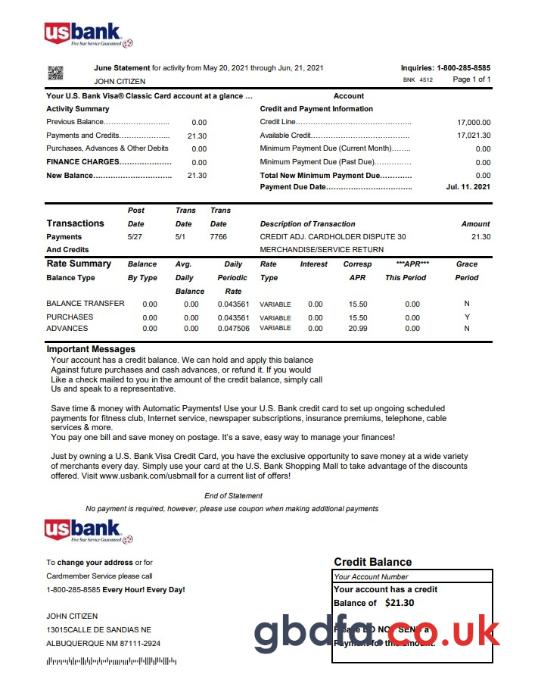 usbank
Five Star Service Guaranteed
June Statement for activity from May 20, 2021 through Jun, 21, 2021 Inquiries: 1-800-285-8585
JOHN CITIZEN BNK 4512 Page 1 of 1
Your U.S. Bank Visa® Classic Card account at a glance ... Account
Activity Summary Credit and Payment Information
Previous Balance........................ 0.00 Credit Line.......................................... 17,000.00
Payments and Credits................... 21.30 Available Credit.................................... 17,021.30
Purchases, Advances & Other Debits 0.00 Minimum Payment Due (Current Month)....... 0.00
FINANCE CHARGES.................. 0.00 Minimum Payment Due (Past Due)............. 0.00
New Balance............................ 21.30 Total New Minimum Payment Due........... 0.00
Payment Due Date............................... Jul. 11. 2021
Post Trans Trans
Transactions Date Date Date Description of Transaction Amount
Payments 5/27 5/1 7766 CREDIT ADJ. CARDHOLDER DISPUTE 30 21.30
And Credits MERCHANDISE/SERVICE RETURN
Rate Summary Balance Avg. Daily Rate Interest Corresp ***APR*** Grace
Balance Type By Type Daily Periodic Type APR This Period Period
Balance Rate
BALANCE TRANSFER 0.00 0.00 0.043561 VARIABLE 0.00 15.50 0.00 N
PURCHASES 0.00 0.00 0.043561 VARIABLE 0.00 15.50 0.00 Y
ADVANCES 0.00 0.00 0.047506 VARIABLE 0.00 20.99 0.00 N
Important Messages
Your account has a credit balance. We can hold and apply this balance
Against future purchases and cash advances, or refund it. If you would
Like a check mailed to you in the amount of the credit balance, simply call
Us and speak to a representative.
Save time & money with Automatic Payments! Use your U.S. Bank credit card to set up ongoing scheduled
payments for fitness club, Internet service, newspaper subscriptions, insurance premiums, telephone, cable
services & more.
You pay one bill and save money on postage. It's a save, easy way to manage your finances!
Just by owning a U.S. Bank Visa Credit Card, you have the exclusive opportunity to save money at a wide variety
of merchants every day. Simply use your card at the U.S. Bank Shopping Mall to take advantage of the discounts
offered. Visit www.usbank.com/usbmall for a current list of offers!
End of Statement
No payment is required, however, please use coupon when making additional payments
usbank
Five Star Service Guaranteed
To change your address or for
Cardmember Service please call
1-800-285-8585 Every Hour! Every Day!
JOHN CITIZEN
13015CALLE DE SANDIAS NE
ALBUQUERQUE NM 87111-2924
Credit Balance
Your Account Number
Your account has a credit
Balance of $21.30
Please DO NOT SEND a
Payment for this amount.
gbdfa.co.uk